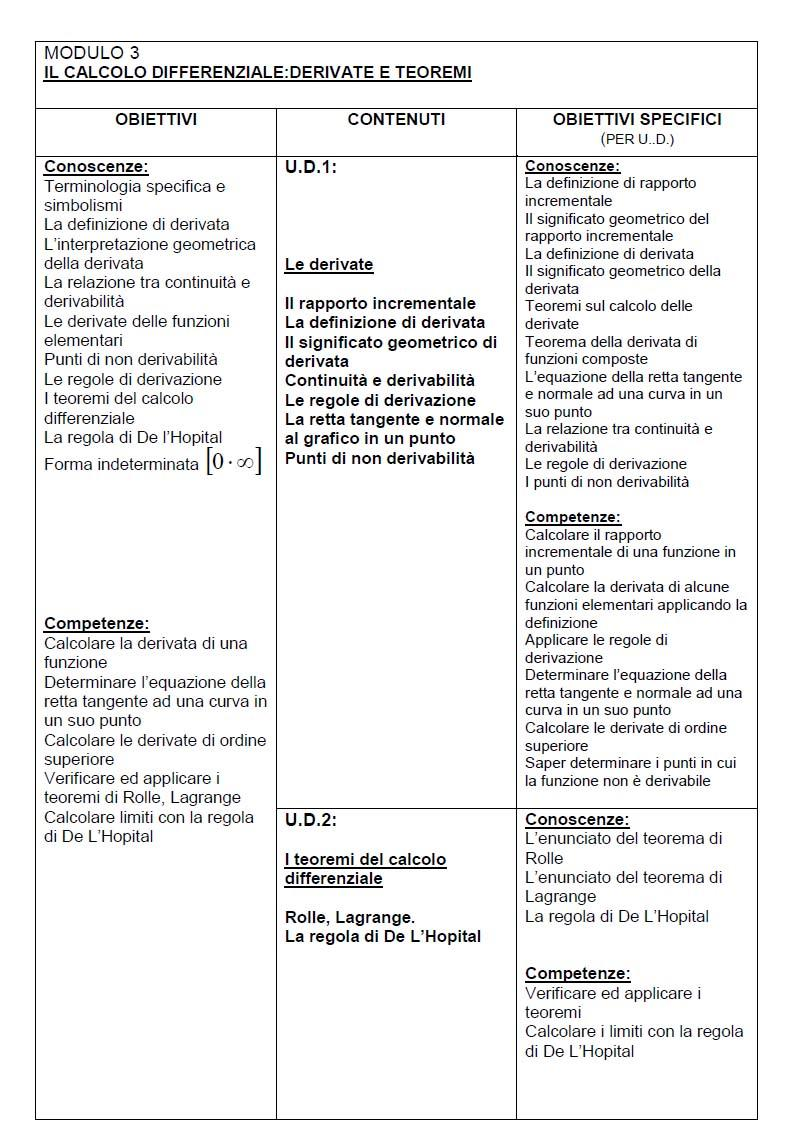 MODULO 3
IL CALCOLO DIFFERENZIALE:DERIVATE E TEOREMI
OBIETTIVI
CONTENUTI
OBIETTIVI SPECIFICI
(PER U..D.)
Conoscenze:
Terminologia specifica e
simbolismi
La definizione di derivata
L'interpretazione geometrica
della derivata
La relazione tra continuità e
derivabilità
Le derivate delle funzioni
elementari
Punti di non derivabilità
Le regole di derivazione
I teoremi del calcolo
differenziale
La regola di De l'Hopital
Forma indeterminata [0·∞]
Competenze:
Calcolare la derivata di una
funzione
Determinare l'equazione della
retta tangente ad una curva in
un suo punto
Calcolare le derivate di ordine
superiore
Verificare ed applicare i
teoremi di Rolle, Lagrange
Calcolare limiti con la regola
di De L'Hopital
U.D.1:
Le derivate
Il rapporto incrementale
La definizione di derivata
Il significato geometrico di
derivata
Continuità e derivabilità
Le regole di derivazione
La retta tangente e normale
al grafico in un punto
Punti di non derivabilità
Conoscenze:
La definizione di rapporto
incrementale
Il significato geometrico del
rapporto incrementale
La definizione di derivata
Il significato geometrico della
derivata
Teoremi sul calcolo delle
derivate
Teorema della derivata di
funzioni composte
L'equazione della retta tangente
e normale ad una curva in un
suo punto
La relazione tra continuità e
derivabilità
Le regole di derivazione
I punti di non derivabilità
Competenze:
Calcolare il rapporto
incrementale di una funzione in
un punto
Calcolare la derivata di alcune
funzioni elementari applicando la
definizione
Applicare le regole di
derivazione
Determinare l'equazione della
retta tangente e normale ad una
curva in un suo punto
Calcolare le derivate di ordine
superiore
Saper determinare i punti in cui
la funzione non è derivabile
U.D.2:
I teoremi del calcolo
differenziale
Rolle, Lagrange.
La regola di De L'Hopital
Conoscenze:
L'enunciato del teorema di
Rolle
L'enunciato del teorema di
Lagrange
La regola di De L'Hopital
Competenze:
Verificare ed applicare i
teoremi
Calcolare i limiti con la regola
di De L'Hopital